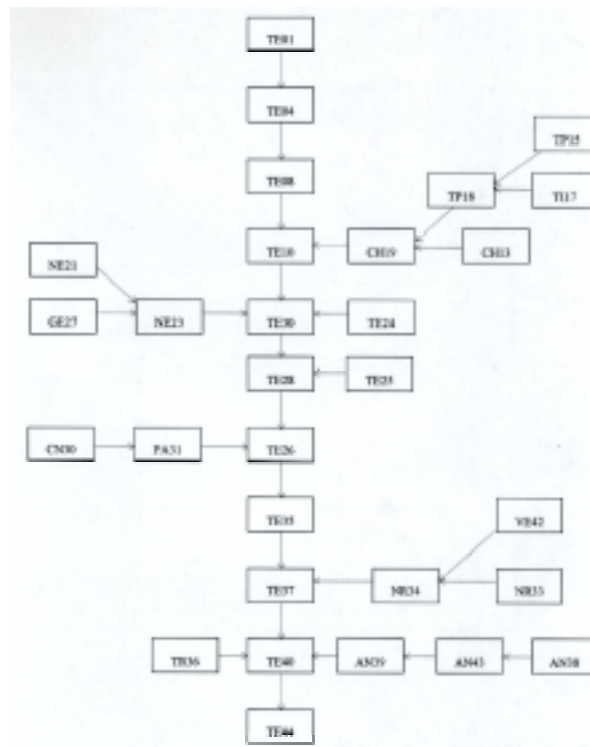 TE01
TE04
TP15
TE08
TP16 TI17
TE10 CH19 CH13
NE21
GE27 NE23 TE30 TE24
TE28 TE25
CN30 PA31 TE26
TE35
VE42
TE37 NR34 NR33
TR36 TE40 AN39 AN43 AN38
TE44